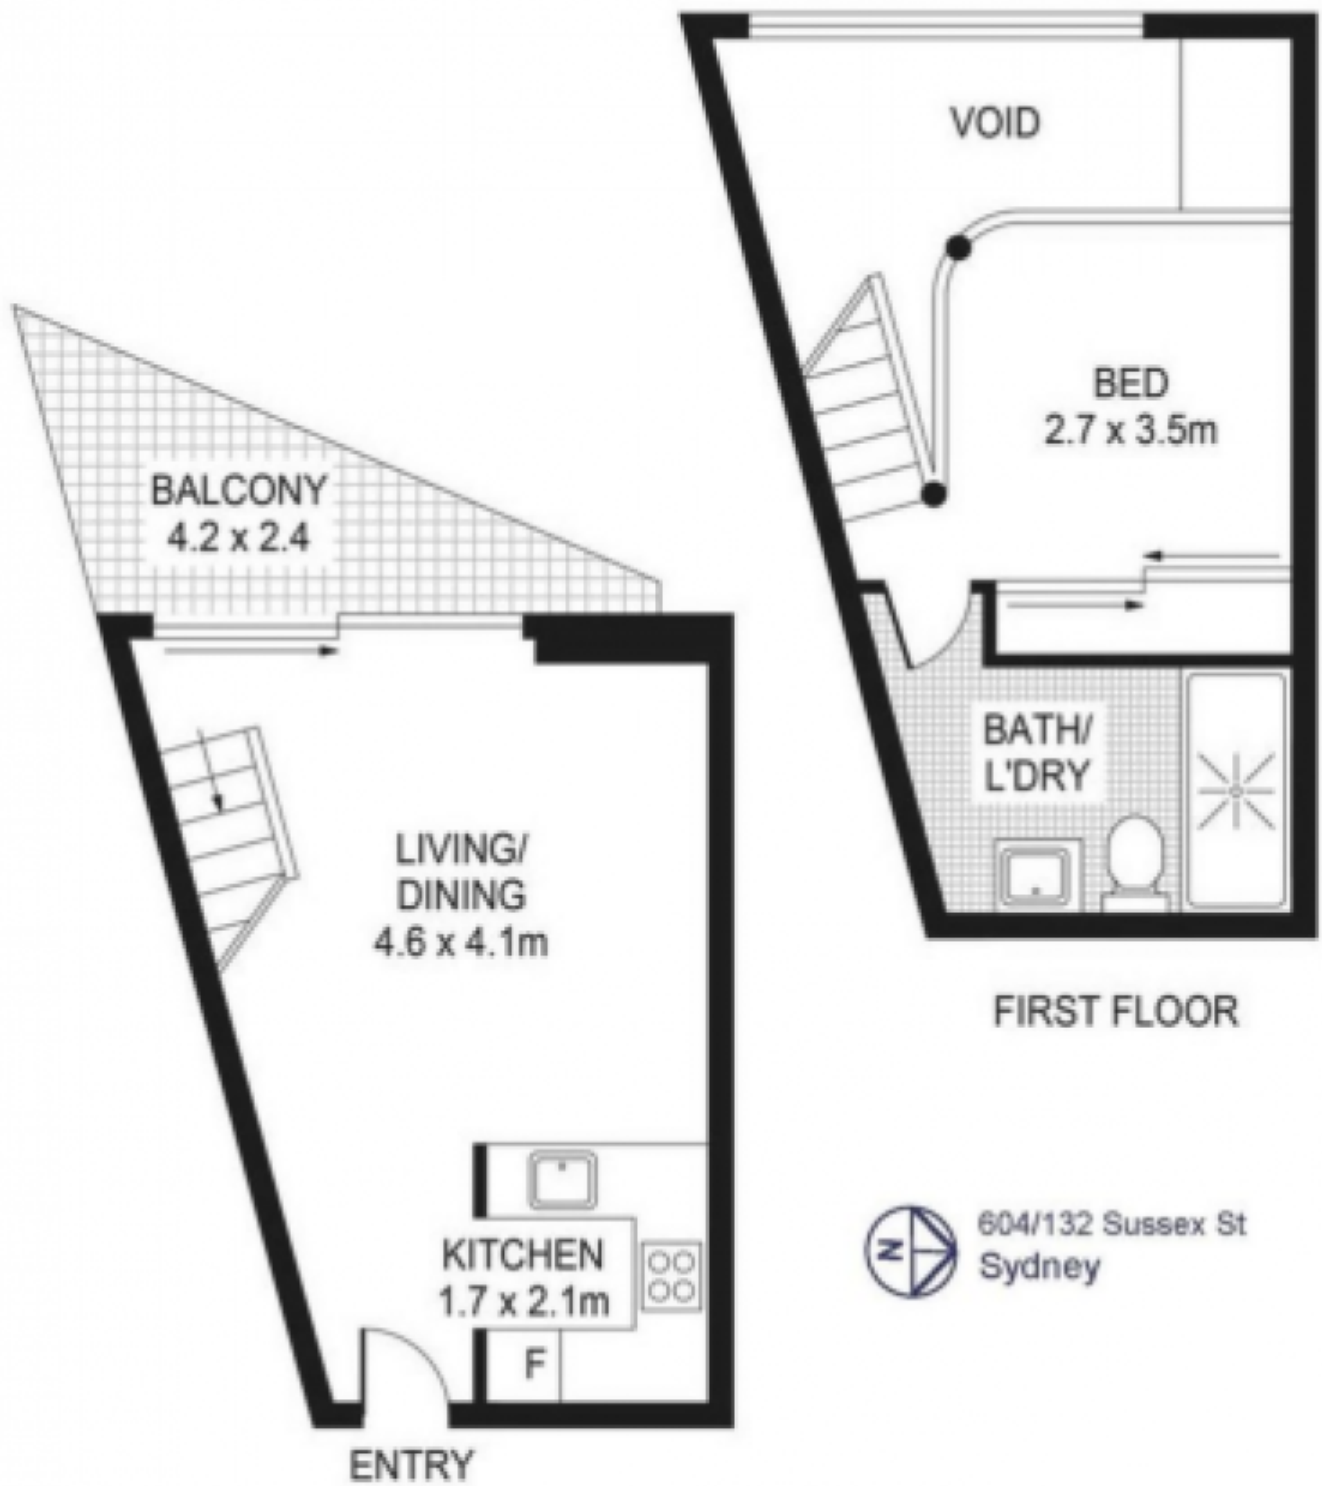 VOID
BED
2.7 x 3.5m
BALCONY
4.2 x 2.4
BATH/
L'DRY
LIVING/
DINING
4.6 x 4.1m
FIRST FLOOR
KITCHEN
1.7 x 2.1m
F
ENTRY
N
604/132 Sussex St
Sydney